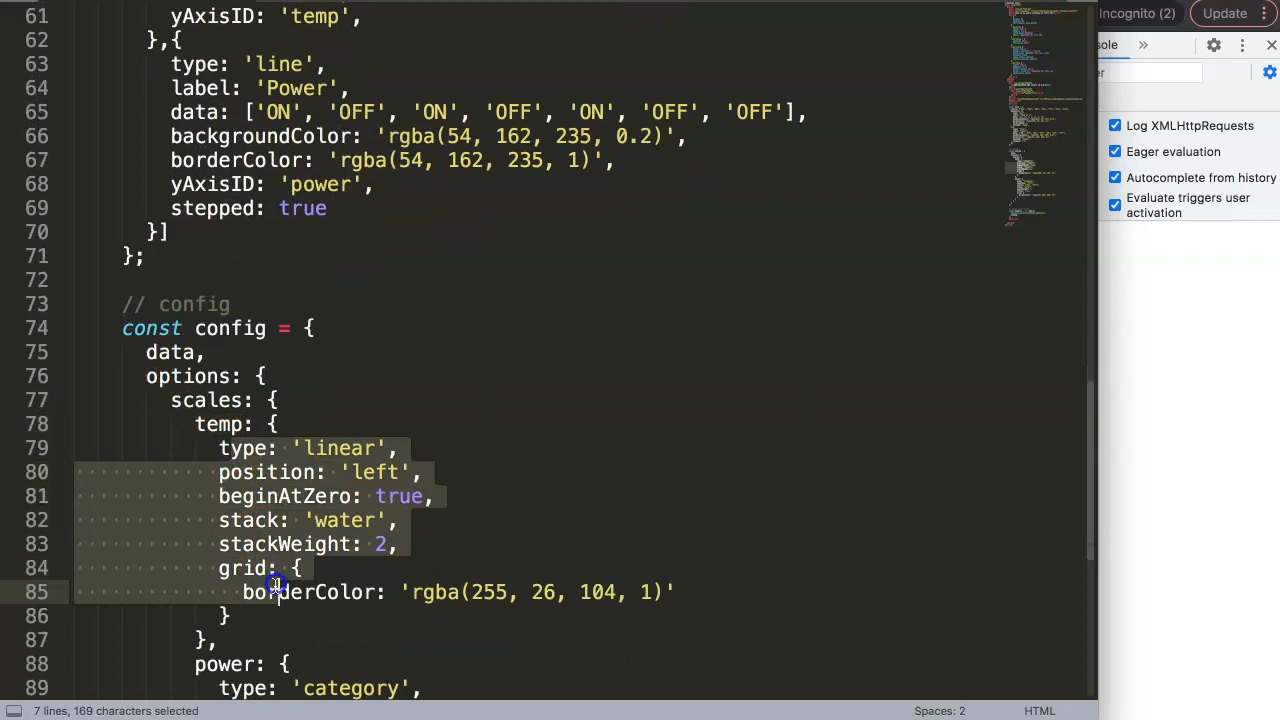 61 yAxisID: 'temp',
62 },{
63 type: 'line',
64 label: 'Power',
65 data: ['ON', 'OFF', 'ON', 'OFF', 'ON', 'OFF', 'OFF'],
66 backgroundColor: 'rgba(54, 162, 235, 0.2)',
67 borderColor: 'rgba(54, 162, 235, 1)',
68 yAxisID: 'power',
69 stepped: true
70 }]
71 };
72
73 // config
74 const config = {
75 data,
76 options: {
77 scales: {
78 temp: {
79 type: 'linear',
80 position: 'left',
81 beginAtZero: true,
82 stack: 'water',
83 stackWeight: 2,
84 grid: {
85 borderColor: 'rgba(255, 26, 104, 1)'
86 }
87 },
88 power: {
89 type: 'category',
7 lines, 169 characters selected
Spaces: 2
HTML
Incognito (2)
Update
sole
er
Log XMLHttpRequests
Eager evaluation
Autocomplete from history
Evaluate triggers user
activation